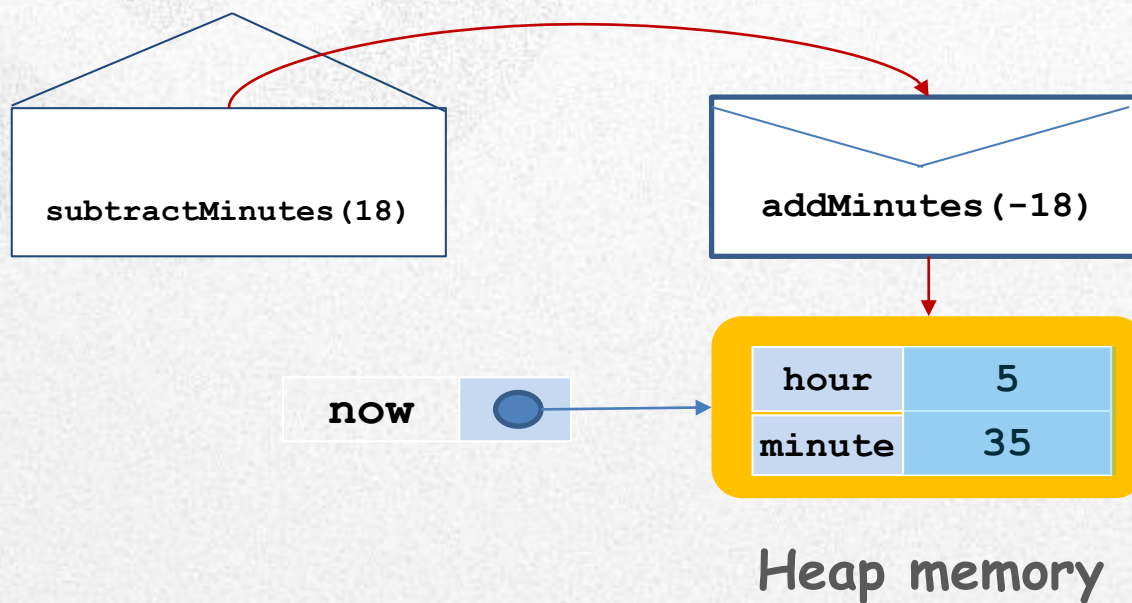 subtractMinutes(18)
addMinutes(-18)
hour 5
now
minute 35
Heap memory